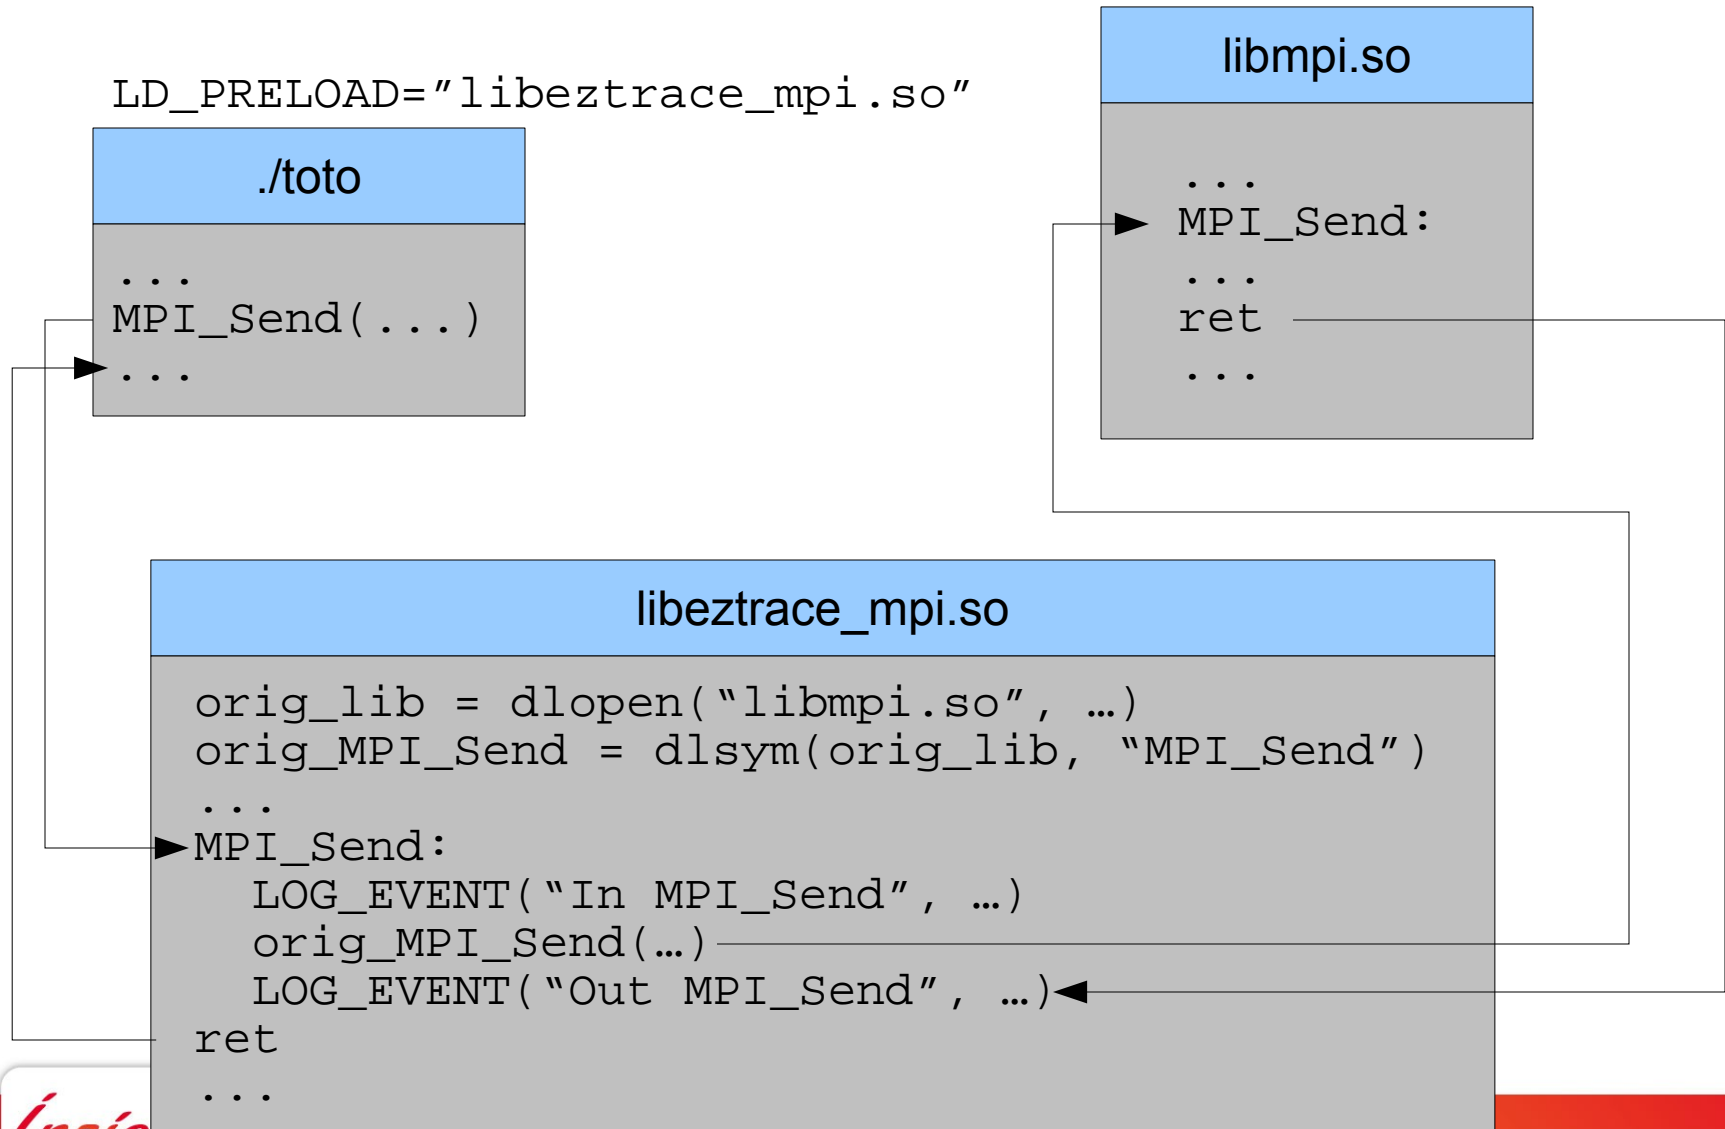 LD_PRELOAD=”libeztrace_mpi.so”
./toto
...
MPI_Send(...)
...
libmpi.so
...
MPI_Send:
...
ret
...
libeztrace_mpi.so
orig_lib = dlopen(“libmpi.so”, …)
orig_MPI_Send = dlsym(orig_lib, “MPI_Send”)
...
MPI_Send:
LOG_EVENT(“In MPI_Send”, …)
orig_MPI_Send(…)
LOG_EVENT(“Out MPI_Send”, …)
ret
...